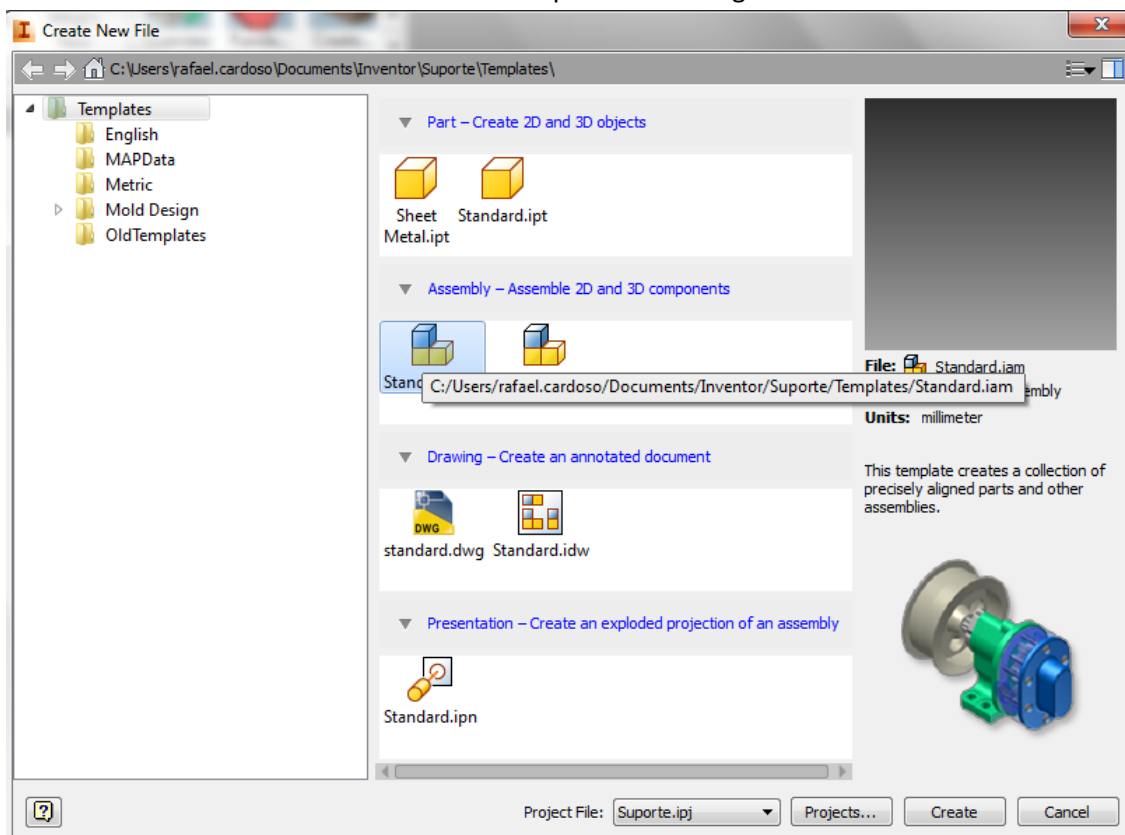 Create New File
C:\Users\rafael.cardoso\Documents\Inventor\Suporte\Templates\
Templates
English
MAPData
Metric
Mold Design
OldTemplates
Part – Create 2D and 3D objects
Sheet Metal.ipt
Standard.ipt
Assembly – Assemble 2D and 3D components
Stand
C:/Users/rafael.cardoso/Documents/Inventor/Suporte/Templates/Standard.iam
Drawing – Create an annotated document
DWG
standard.dwg
Standard.idw
Presentation – Create an exploded projection of an assembly
Standard.ipn
File: Standard.iam
embly
Units: millimeter
This template creates a collection of
precisely aligned parts and other
assemblies.
Project File: Suporte.ipj
Projects...
Create
Cancel